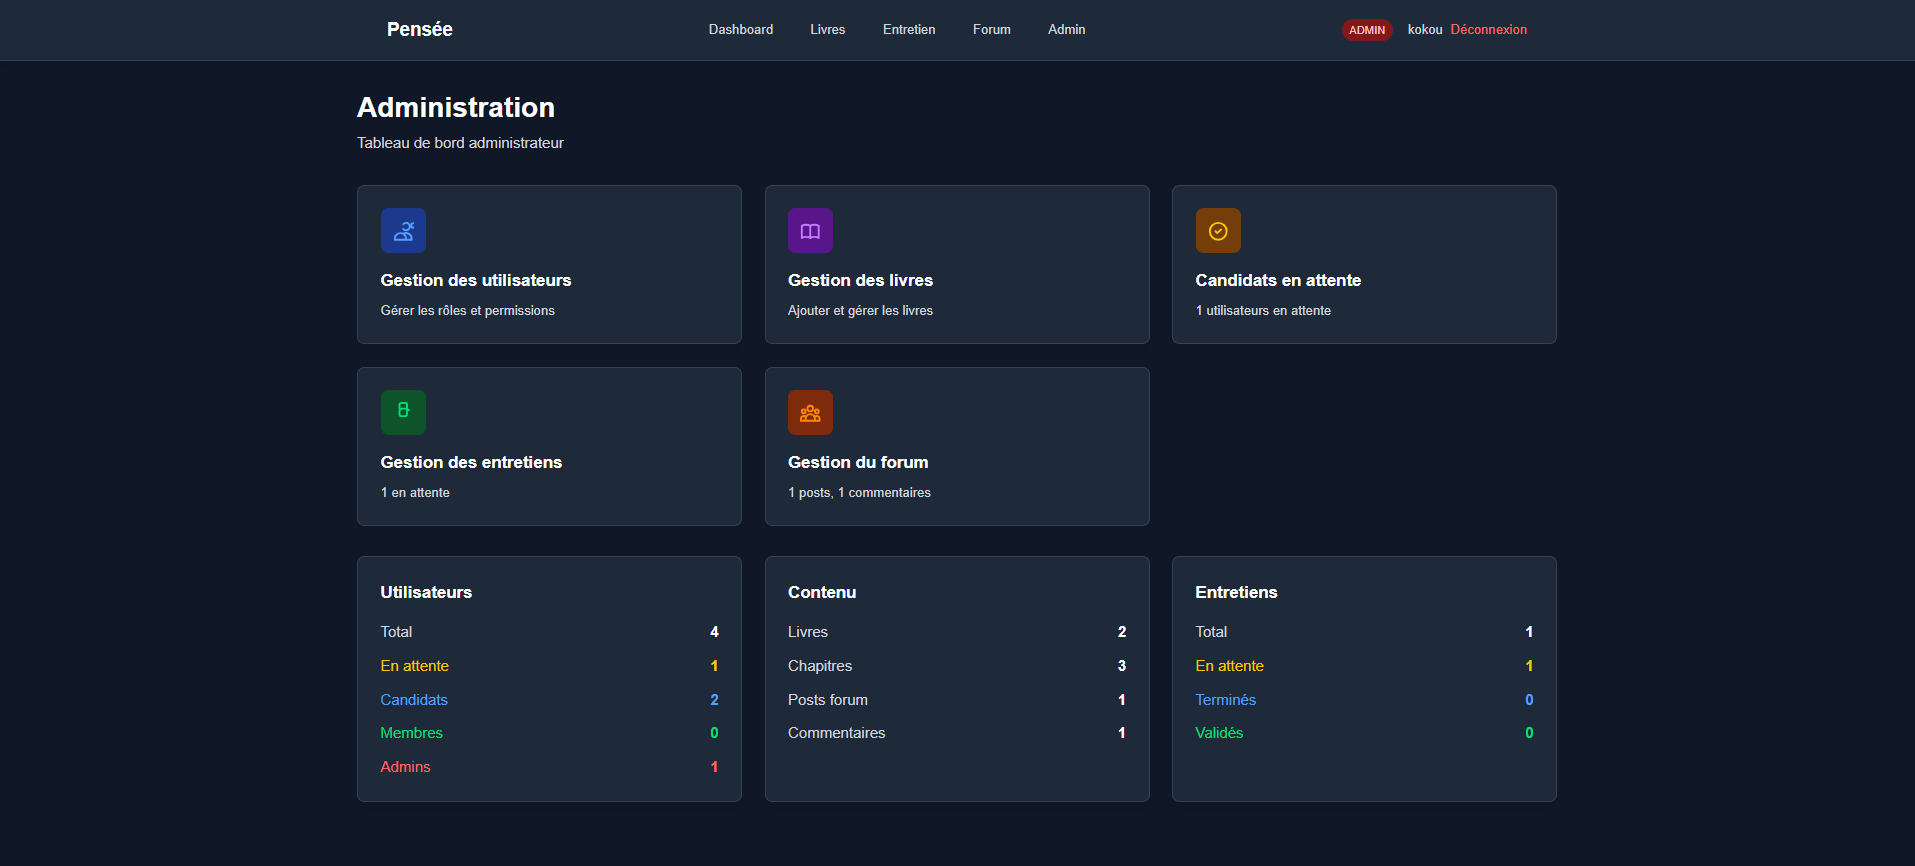 Pensée
Dashboard Livres Entretien Forum Admin
ADMIN kokou Déconnexion
Administration
Tableau de bord administrateur
Gestion des utilisateurs
Gérer les rôles et permissions
Gestion des livres
Ajouter et gérer les livres
Candidats en attente
1 utilisateurs en attente
Gestion des entretiens
1 en attente
Gestion du forum
1 posts, 1 commentaires
Utilisateurs
Total 4
En attente 1
Candidats 2
Membres 0
Admins 1
Contenu
Livres 2
Chapitres 3
Posts forum 1
Commentaires 1
Entretiens
Total 1
En attente 1
Terminés 0
Validés 0